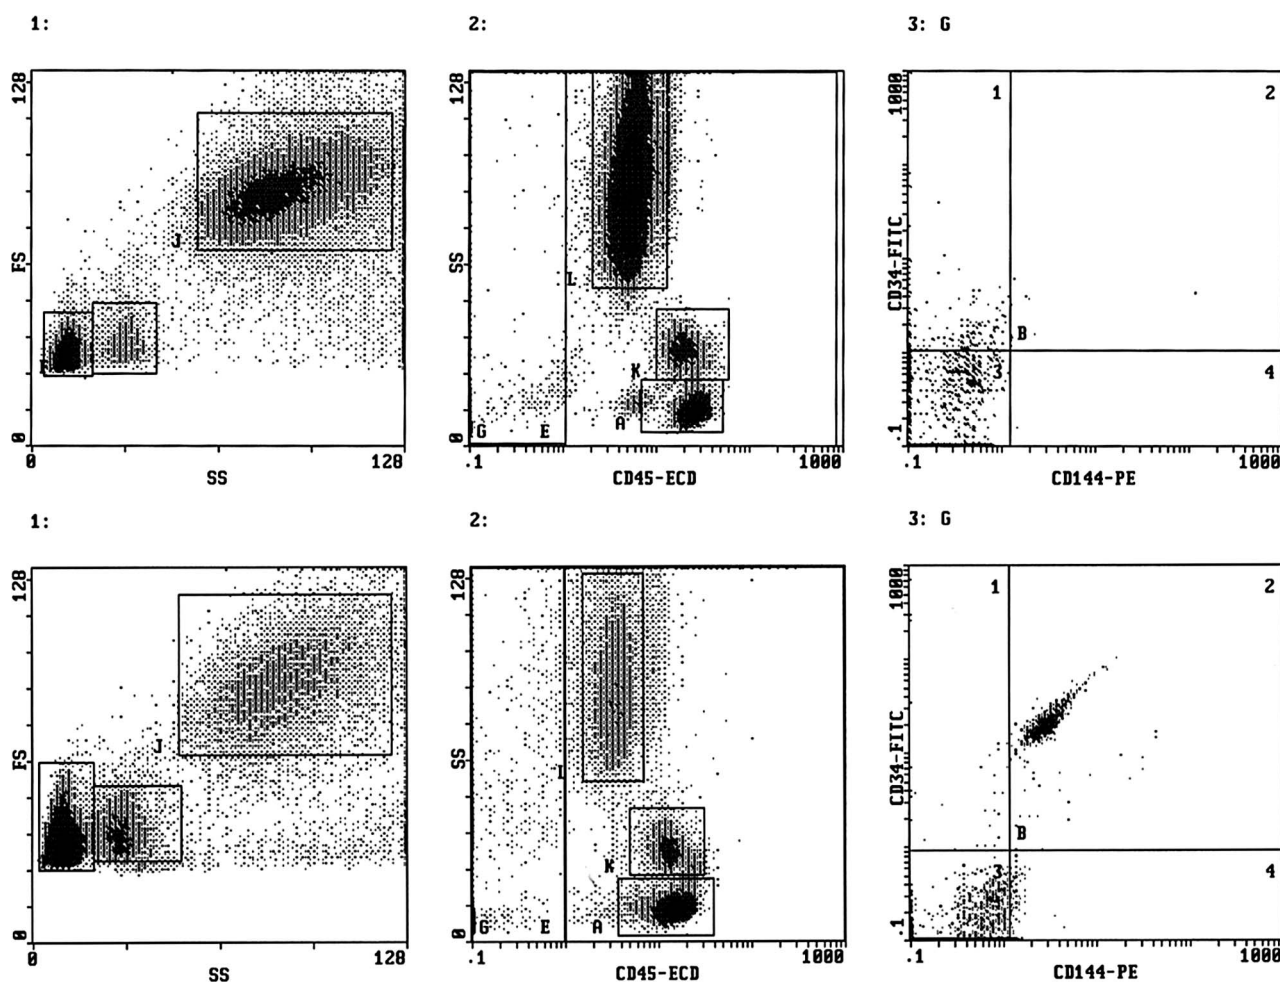 1:
2:
3: G
128
FS
0
J
F
0
128
SS
128
SS
0
L
K
A
G
E
.1
1000
CD45-ECD
1000
CD34-FITC
.1
1
2
B
3
4
.1
1000
CD144-PE
1:
2:
3: G
128
FS
0
J
0
128
SS
128
SS
0
L
K
A
G
E
.1
1000
CD45-ECD
1000
CD34-FITC
.1
1
2
B
3
4
.1
1000
CD144-PE